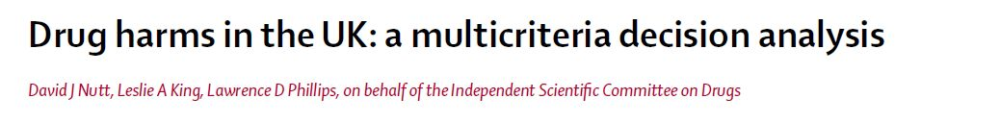 Drug harms in the UK: a multicriteria decision analysis
David J Nutt, Leslie A King, Lawrence D Phillips, on behalf of the Independent Scientific Committee on Drugs